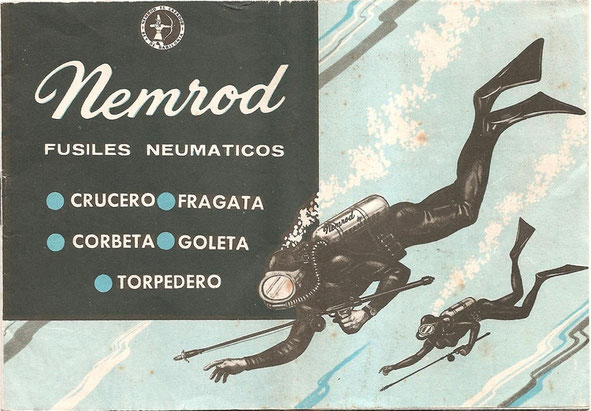 Nemrod
FUSILES NEUMATICOS
CRUCERO FRAGATA
CORBETA GOLETA
TORPEDERO
Nemrod